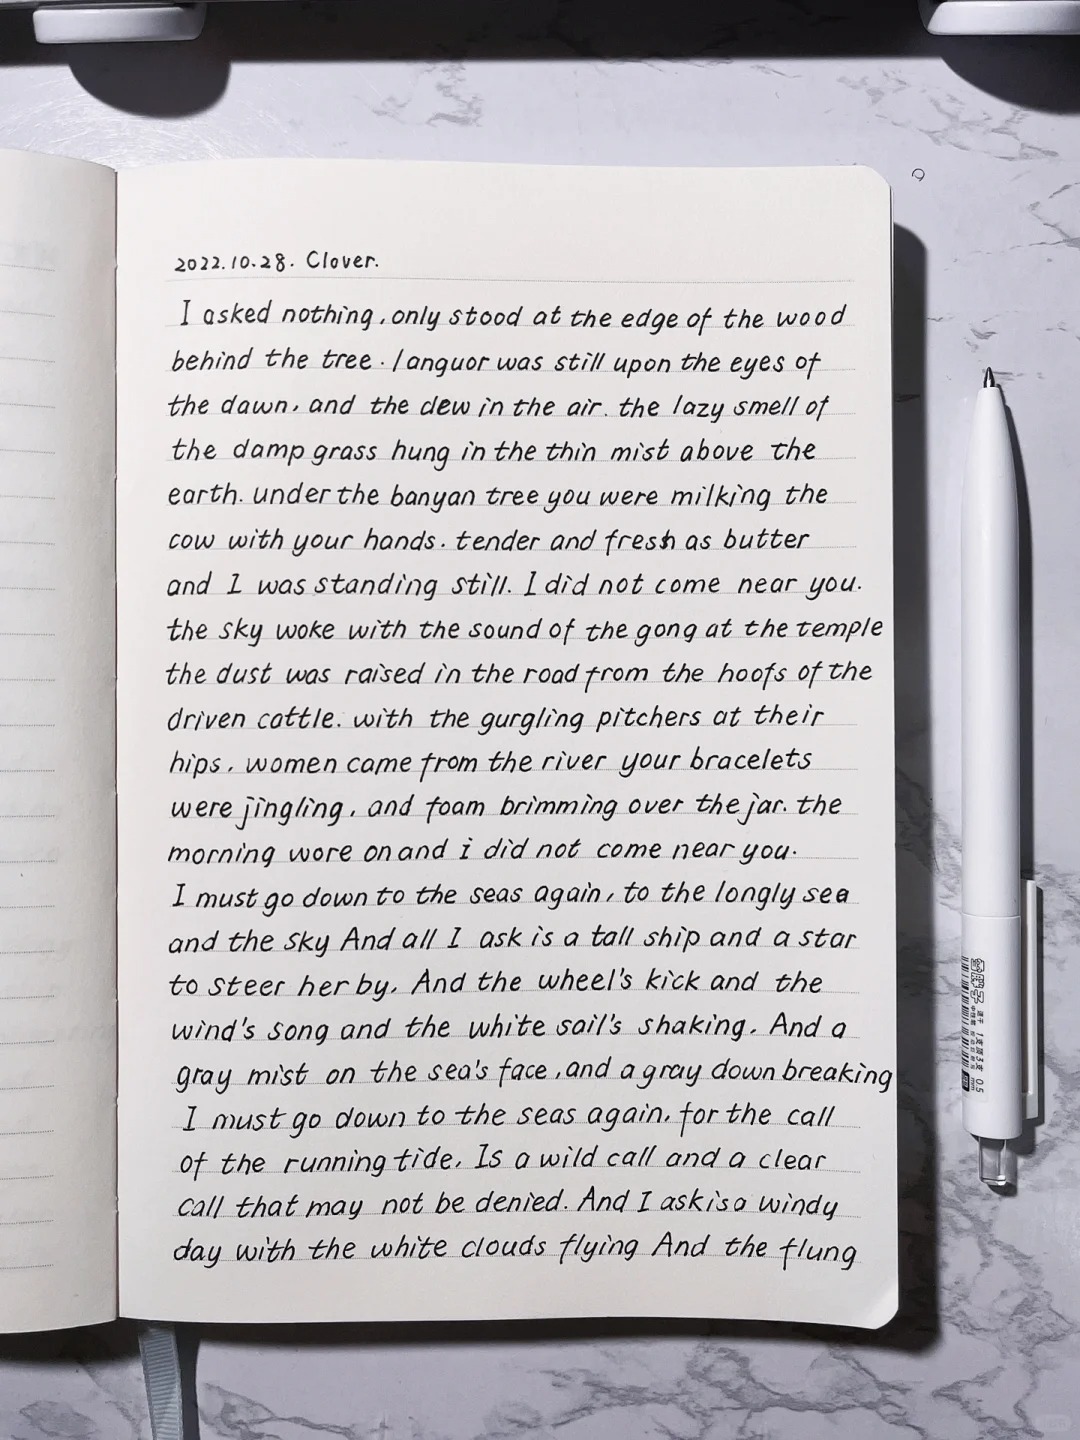 2022.10.28. Clover.
I asked nothing, only stood at the edge of the wood
behind the tree. languor was still upon the eyes of
the dawn, and the dew in the air. the lazy smell of
the damp grass hung in the thin mist above the
earth. under the banyan tree you were milking the
cow with your hands. tender and fresh as butter
and I was standing still. I did not come near you.
the sky woke with the sound of the gong at the temple
the dust was raised in the road from the hoofs of the
driven cattle. with the gurgling pitchers at their
hips, women came from the river your bracelets
were jingling, and foam brimming over the jar. the
morning wore on and i did not come near you.
I must go down to the seas again, to the longly sea
and the sky And all I ask is a tall ship and a star
to steer her by, And the wheel's kick and the
wind's song and the white sail's shaking, And a
gray mist on the sea's face, and a gray down breaking
I must go down to the seas again, for the call
of the running tide, Is a wild call and a clear
call that may not be denied. And I ask is a windy
day with the white clouds flying And the flung
0.5